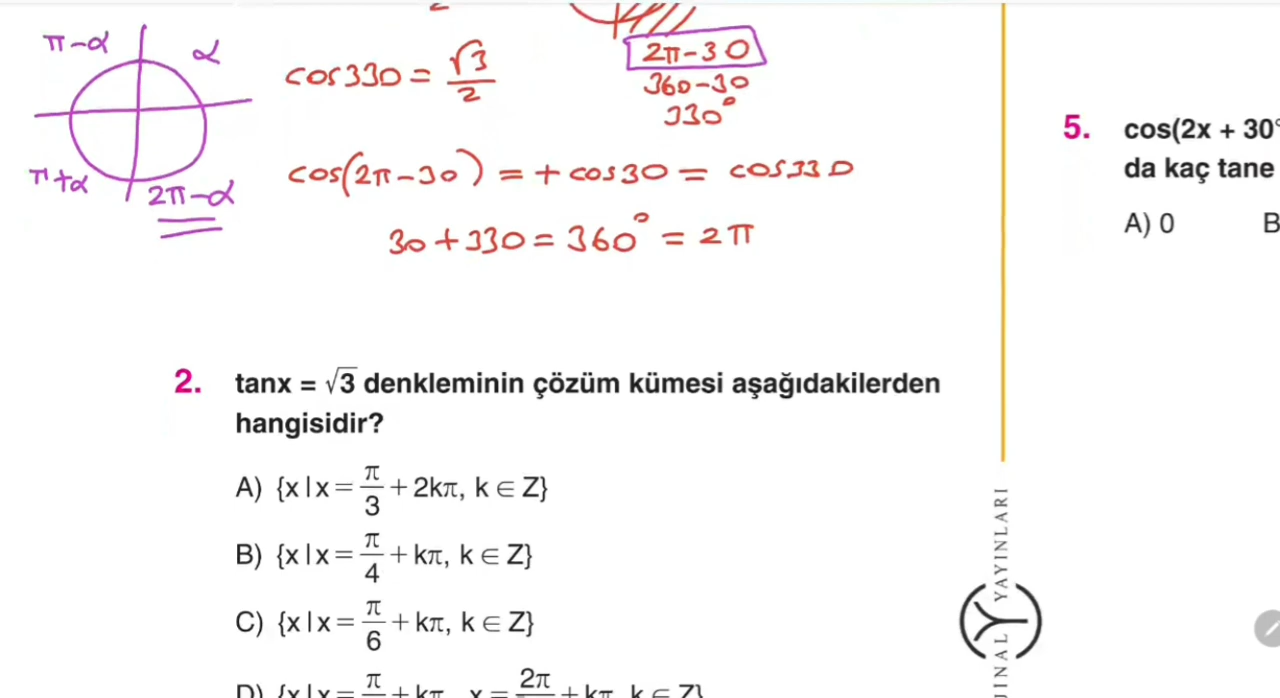 π-α
α
π+α
2π-α
cos330 = √3/2
2π-30
360-30
330°
cos(2π-30) = + cos30 = cos330
30+330 = 360° = 2π
2. tanx = √3 denkleminin çözüm kümesi aşağıdakilerden
hangisidir?
A) {x|x= π/3 + 2kπ, k ∈ Z}
B) {x|x= π/4 + kπ, k ∈ Z}
C) {x|x= π/6 + kπ, k ∈ Z}
5. cos(2x + 30°
da kaç tane
A) 0 B
YAYINLARI